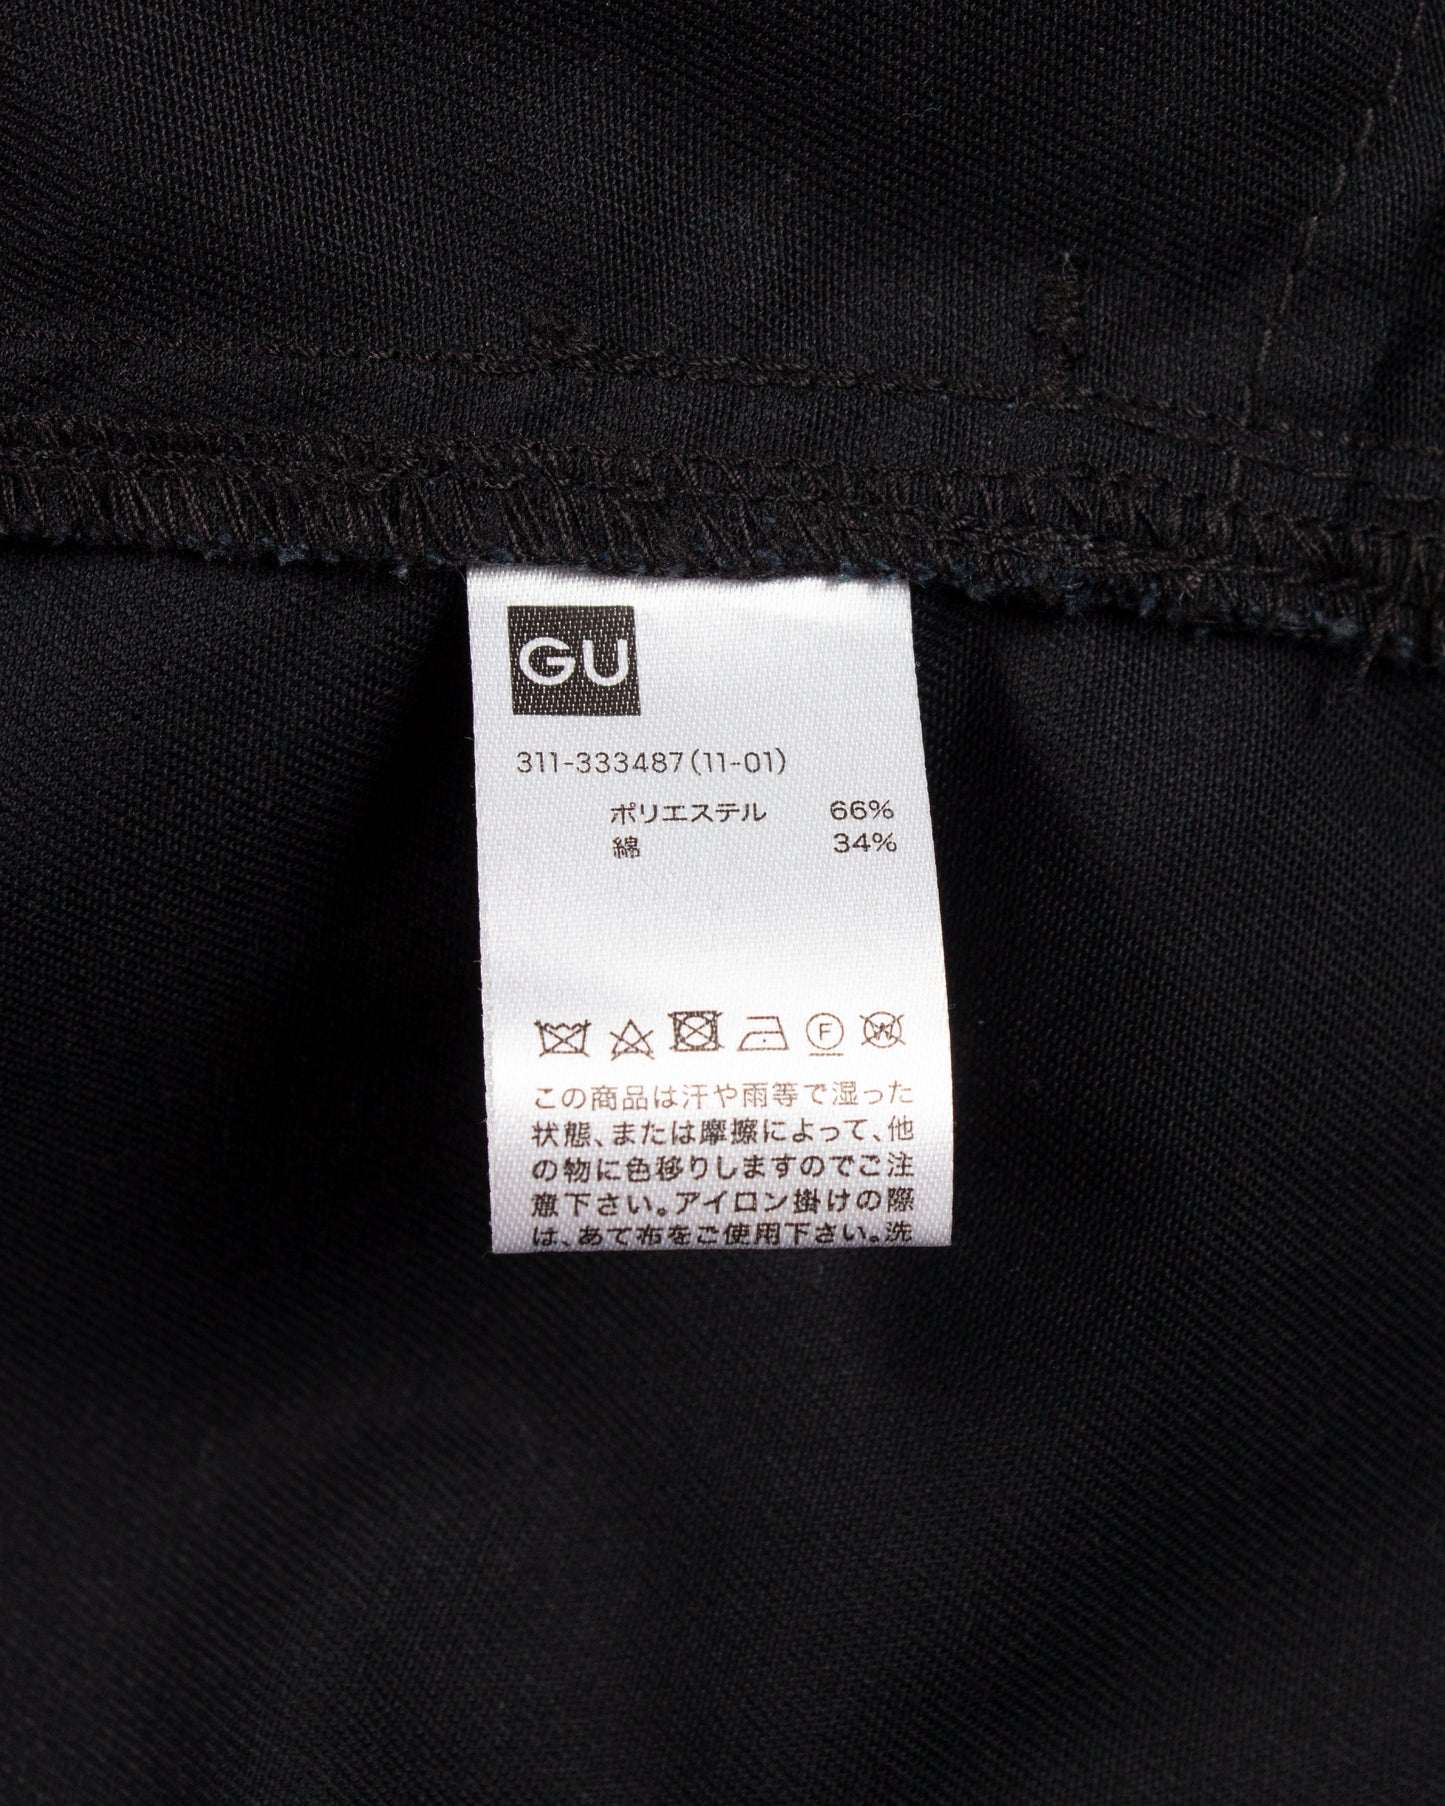 GU
311-333487(11-01)
ポリエステル 66%
綿 34%
F
W
この商品は汗や雨等で湿った
状態、または摩擦によって、他
の物に色移りしますのでご注
意下さい。アイロン掛けの際
は、あて布をご使用下さい。洗